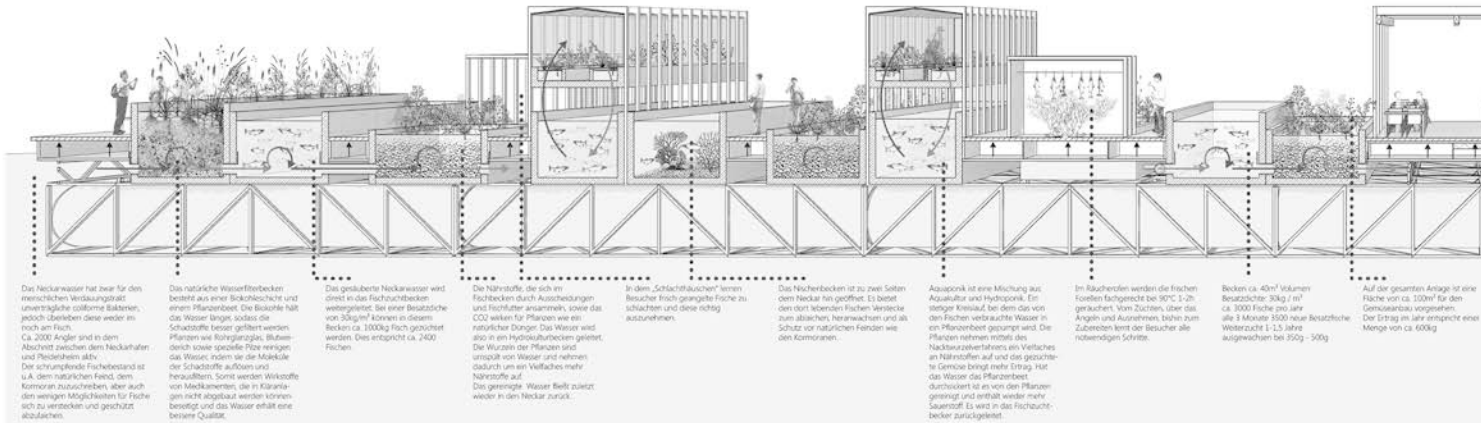 Das Neckarwasser hat zwar für den
menschlichen Verdauungstrakt
unverträgliche coliforme Bakterien,
jedoch überleben diese weder im
noch am Fisch.
Ca. 2000 Angler sind in dem
Abschnitt zwischen dem Neckarhafen
und Pleidelsheim aktiv.
Der schrumpfende Fischebestand ist
u.A. dem natürlichen Feind, dem
Kormoran zuzuschreiben, aber auch
den wenigen Möglichkeiten für Fische
sich zu verstecken und geschützt
abzulaichen.
Das natürliche Wasserfilterbecken
besteht aus einer Biokohleschicht und
einem Pflanzenbeet. Die Biokohle hält
das Wasser länger, sodass die
Schadstoffe besser gefiltert werden.
Pflanzen wie Rohrglanzglas, Blutwei-
derich sowie spezielle Pilze reinigen
das Wasser, indem sie die Moleküle
der Schadstoffe auflösen und
herausfiltern. Somit werden Wirkstoffe
von Medikamenten, die in Kläranla-
gen nicht abgebaut werden können
beseitigt und das Wasser erhält eine
bessere Qualität.
Das gesäuberte Neckarwasser wird
direkt in das Fischzuchtbecken
weitergeleitet. Bei einer Besatzdiche
von 30kg/m³ können in diesem
Becken ca. 1000kg Fisch gezüchtet
werden. Dies entspricht ca. 2400
Fischen.
Die Nährstoffe, die sich im
Fischbecken durch Ausscheidungen
und Fischfutter ansammeln, sowie das
CO2 wirken für Pflanzen wie ein
natürlicher Dünger. Das Wasser wird
also in ein Hydrokulturbecken geleitet.
Die Wurzeln der Pflanzen sind
umspült von Wasser und nehmen
dadurch um ein Vielfaches mehr
Nährstoffe auf.
Das gereinigte Wasser fließt zuletzt
wieder in den Neckar zurück.
In dem „Schlachthäuschen" lernen
Besucher frisch geangelte Fische zu
schlachten und diese richtig
auszunehmen.
Das Nischenbecken ist zu zwei Seiten
dem Neckar hin geöffnet. Es bietet
den dort lebenden Fischen Verstecke
zum ablaichen, heranwachsen und als
Schutz vor natürlichen Feinden wie
den Kormoranen.
Aquaponik ist eine Mischung aus
Aquakultur und Hydroponik. Ein
stetiger Kreislauf, bei dem das von
den Fischen verbrauchte Wasser in
ein Pflanzenbeet gepumpt wird. Die
Pflanzen nehmen mittels des
Nacktwurzelverfahrens ein Vielfaches
an Nährstoffen auf und das gezüchte-
te Gemüse bringt mehr Ertrag. Hat
das Wasser das Pflanzenbeet
durchsickert ist es von den Pflanzen
gereinigt und enthält wieder mehr
Sauerstoff. Es wird in das Fischzucht-
becken zurückgeleitet.
Im Räucherofen werden die frischen
Forellen fachgerecht bei 90°C 1-2h
geräuchert. Vom Züchten, über das
Angeln und Ausnehmen, bishin zum
Zubereiten lernt der Besucher alle
notwendigen Schritte.
Becken ca. 40m³ Volumen
Besatzdichte: 30kg / m³
ca. 3000 Fische pro Jahr
alle 3 Monate 3500 neue Besatzfische
Weiterzucht 1-1,5 Jahre
ausgewachsen bei 350g - 500g
Auf der gesamten Anlage ist eine
Fläche von ca. 100m² für den
Gemüseanbau vorgesehen.
Der Ertrag im Jahr entspricht einer
Menge von ca. 600kg